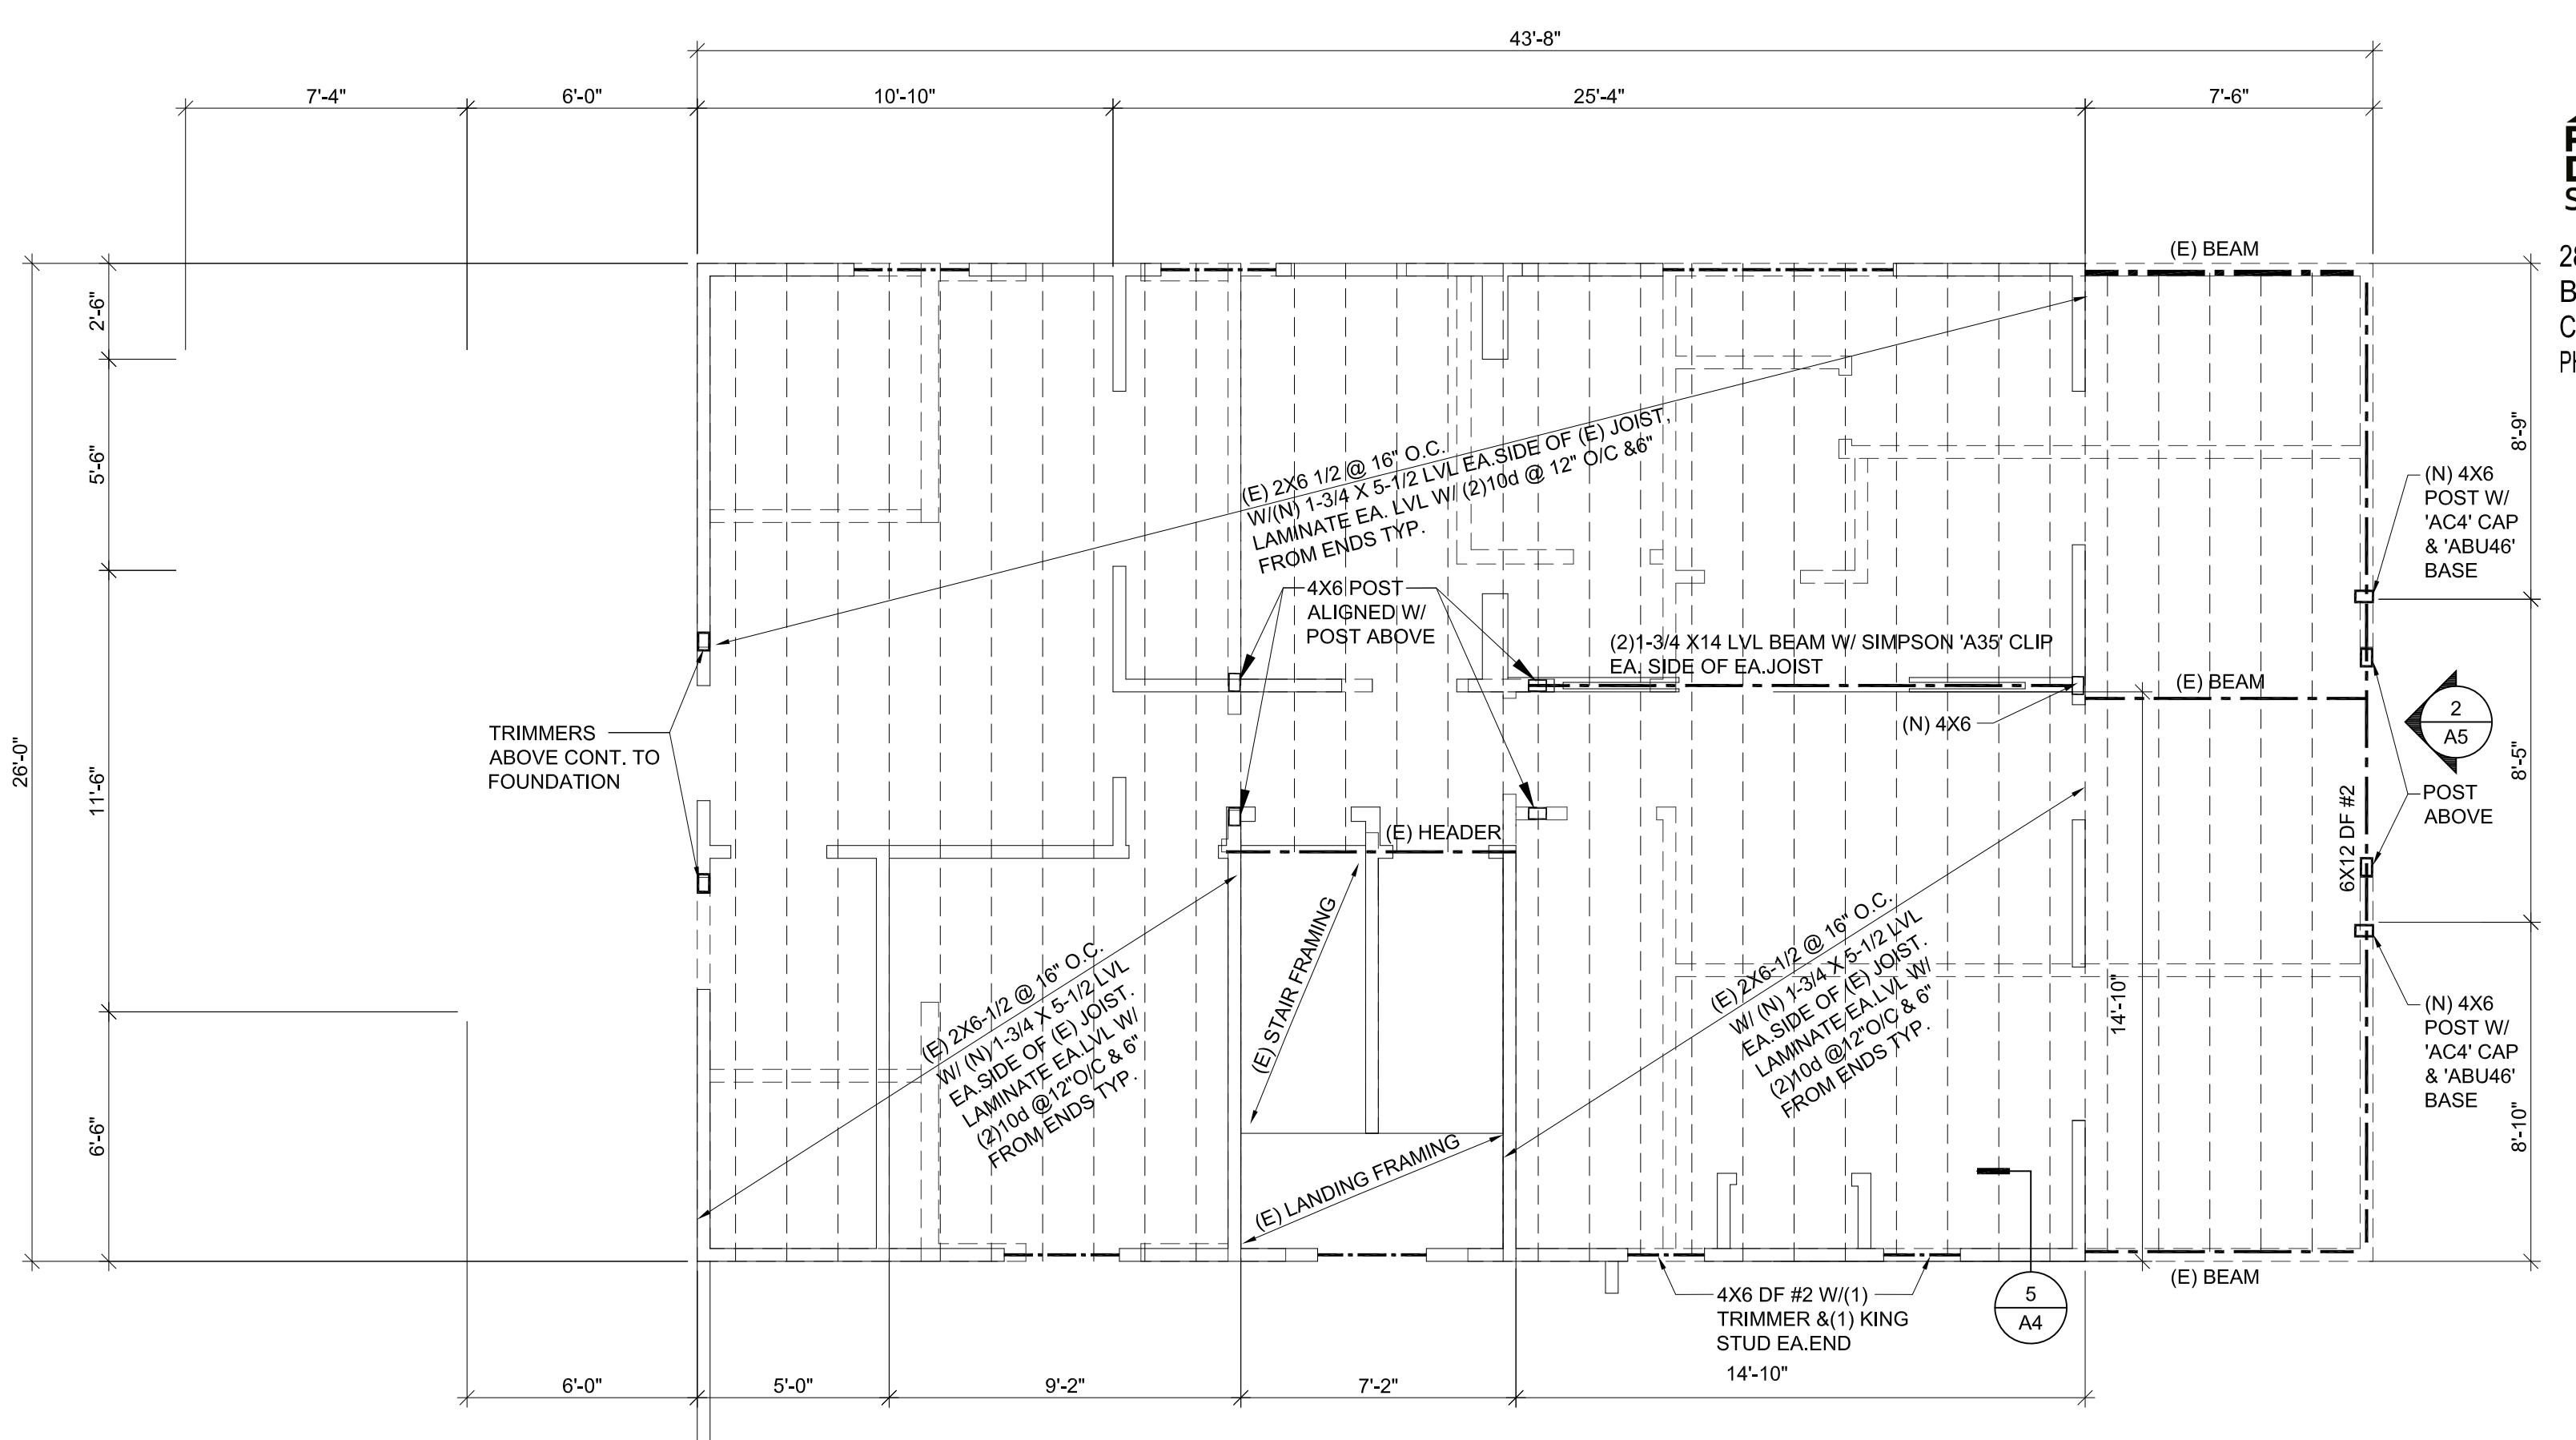 43'-8"
7'-4"
6'-0"
10'-10"
25'-4"
7'-6"
(E) BEAM
2'-6"
5'-6"
11'-6"
6'-6"
26'-0"
8'-9"
8'-5"
8'-10"
(E) 2X6 1/2 @ 16" O.C.
W/(N) 1-3/4 X 5-1/2 LVL EA.SIDE OF (E) JOIST,
LAMINATE EA. LVL W/ (2)10d @ 12" O/C &6"
FROM ENDS TYP.
(N) 4X6
POST W/
'AC4' CAP
& 'ABU46'
BASE
4X6 POST
ALIGNED W/
POST ABOVE
(2)1-3/4 X14 LVL BEAM W/ SIMPSON 'A35' CLIP
EA. SIDE OF EA.JOIST
(E) BEAM
(N) 4X6
2
A5
TRIMMERS
ABOVE CONT. TO
FOUNDATION
POST
ABOVE
6X12 DF #2
(E) HEADER
(E) STAIR FRAMING
(E) 2X6-1/2 @ 16" O.C.
W/ (N) 1-3/4 X 5-1/2 LVL
EA.SIDE OF (E) JOIST.
LAMINATE EA.LVL W/
(2)10d @12"O/C & 6"
FROM ENDS TYP.
(E) 2X6-1/2 @ 16" O.C.
W/ (N) 1-3/4 X 5-1/2 LVL
EA.SIDE OF (E) JOIST.
LAMINATE EA.LVL W/
(2)10d @12"O/C & 6"
FROM ENDS TYP.
14'-10"
(N) 4X6
POST W/
'AC4' CAP
& 'ABU46'
BASE
(E) LANDING FRAMING
(E) BEAM
4X6 DF #2 W/(1)
TRIMMER &(1) KING
STUD EA.END
5
A4
6'-0"
5'-0"
9'-2"
7'-2"
14'-10"